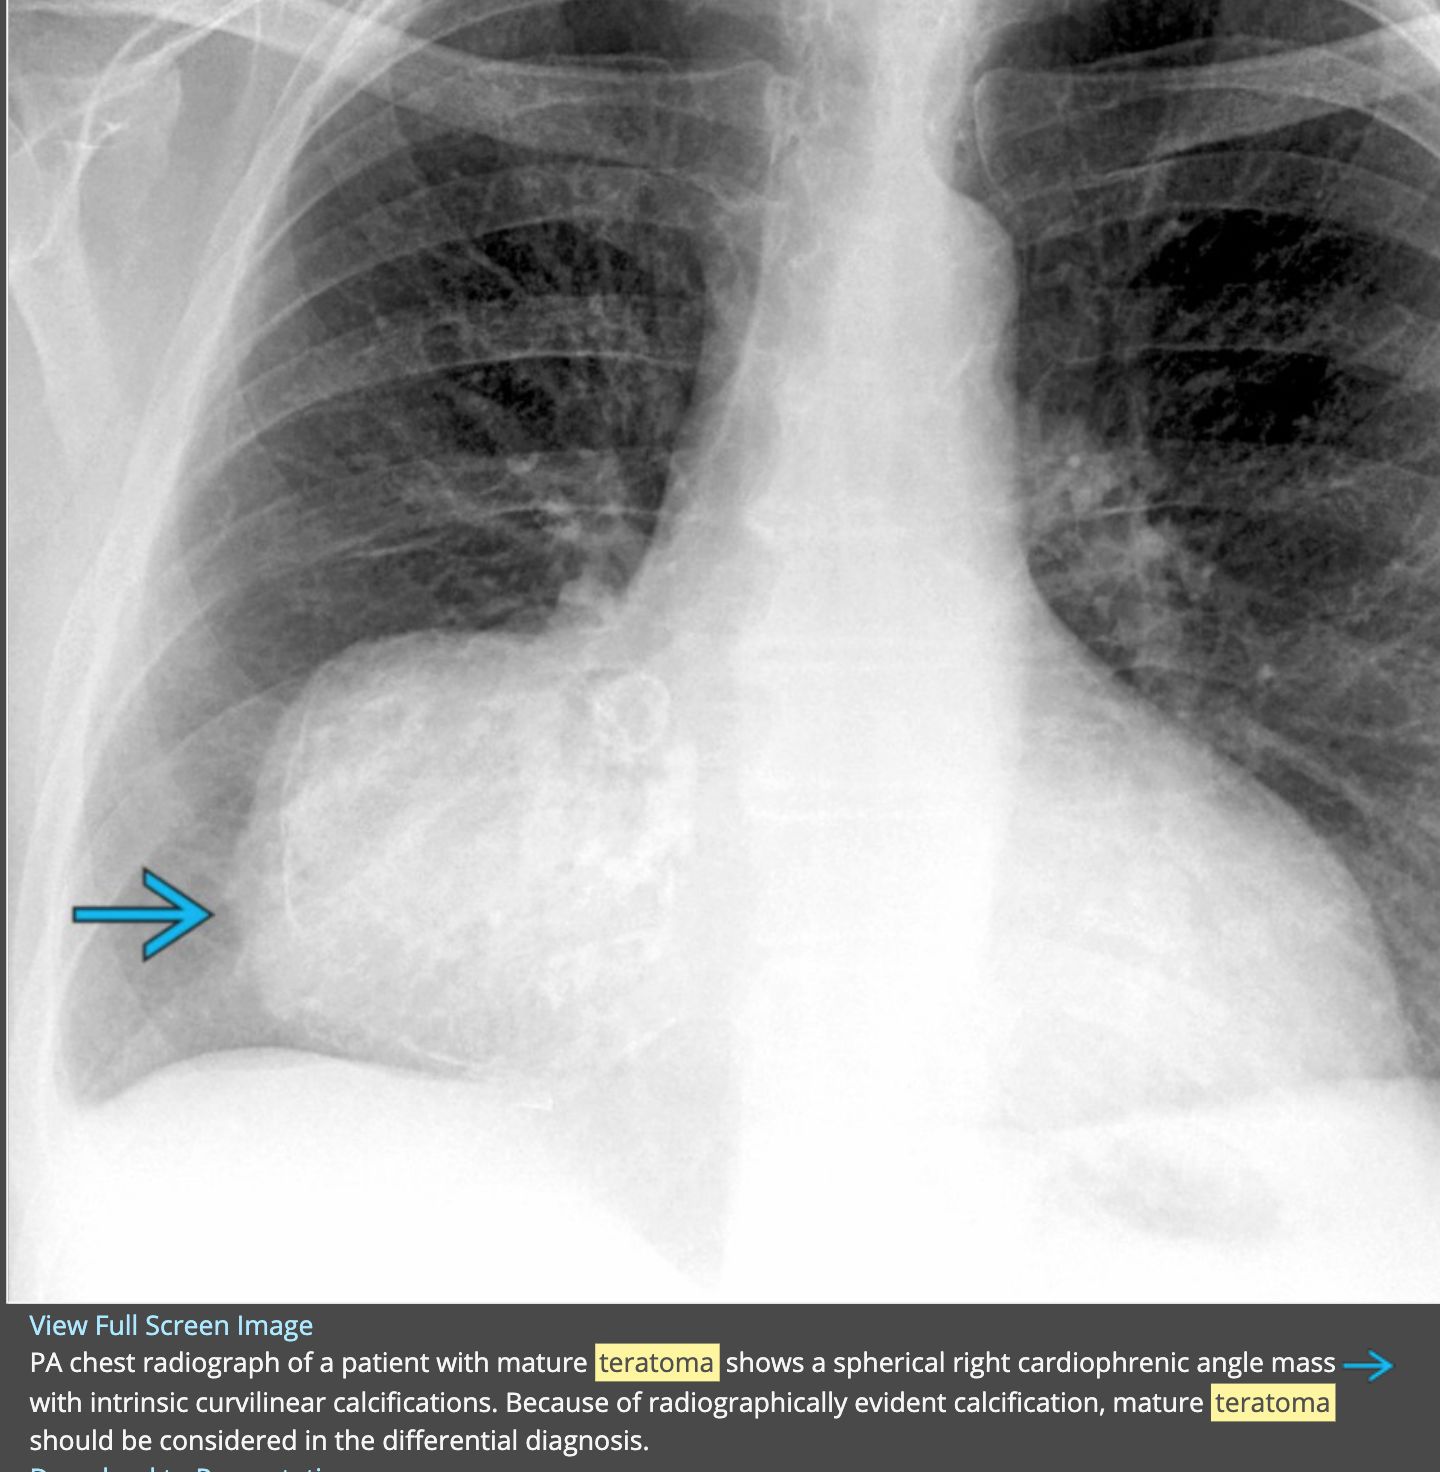 View Full Screen Image
PA chest radiograph of a patient with mature teratoma shows a spherical right cardiophrenic angle mass
with intrinsic curvilinear calcifications. Because of radiographically evident calcification, mature teratoma
should be considered in the differential diagnosis.